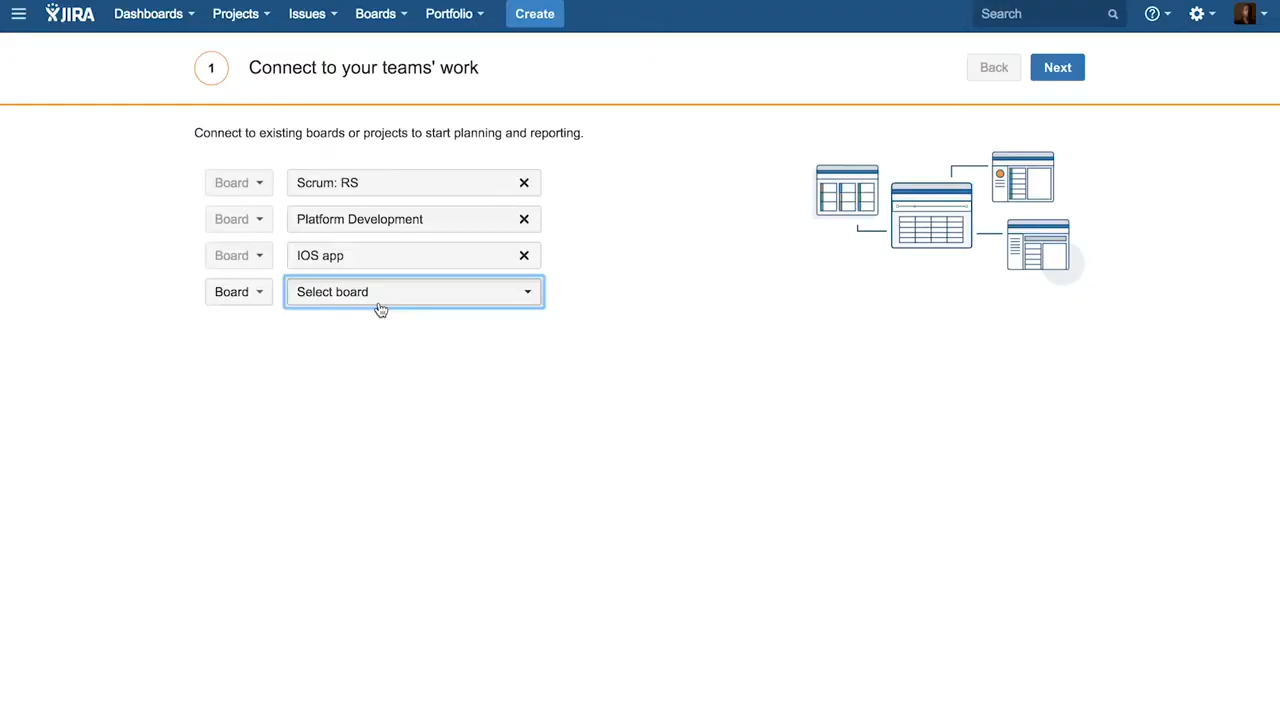 JIRA Dashboards Projects Issues Boards Portfolio Create Search
1 Connect to your teams' work Back Next
Connect to existing boards or projects to start planning and reporting.
Board Scrum: RS
Board Platform Development
Board IOS app
Board Select board